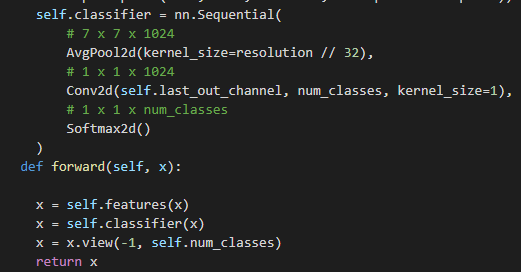 self.classifier = nn.Sequential(
# 7 x 7 x 1024
AvgPool2d(kernel_size=resolution // 32),
# 1 x 1 x 1024
Conv2d(self.last_out_channel, num_classes, kernel_size=1),
# 1 x 1 x num_classes
Softmax2d()
)
def forward(self, x):
x = self.features(x)
x = self.classifier(x)
x = x.view(-1, self.num_classes)
return x